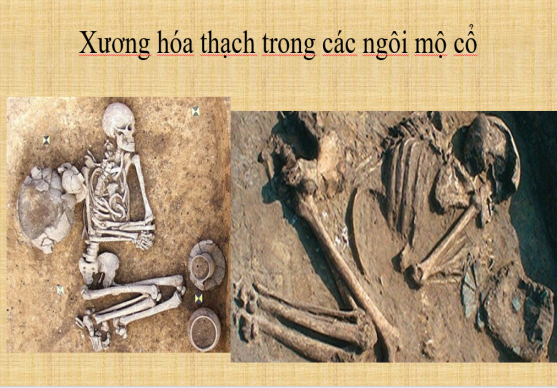 Xương hóa thạch trong các ngôi mộ cổ